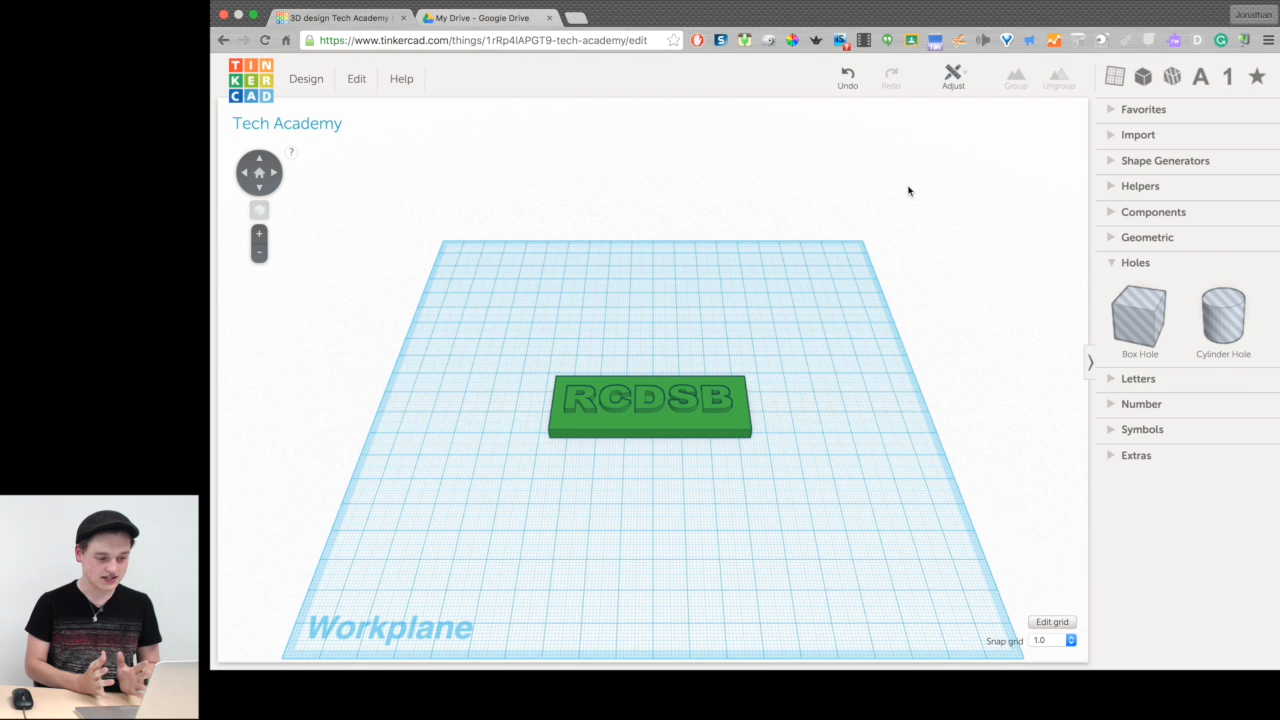 Jonathan
3D design Tech Academy
My Drive - Google Drive
https://www.tinkercad.com/things/1rRp4lAPGT9-tech-academy/edit
TIN
KER
CAD
Design
Edit
Help
Undo
Redo
Adjust
Group
Ungroup
A
1
Tech Academy
?
+
-
Favorites
Import
Shape Generators
Helpers
Components
Geometric
Holes
Box Hole
Cylinder Hole
Letters
Number
Symbols
Extras
RCDSB
Workplane
Edit grid
Snap grid 1.0